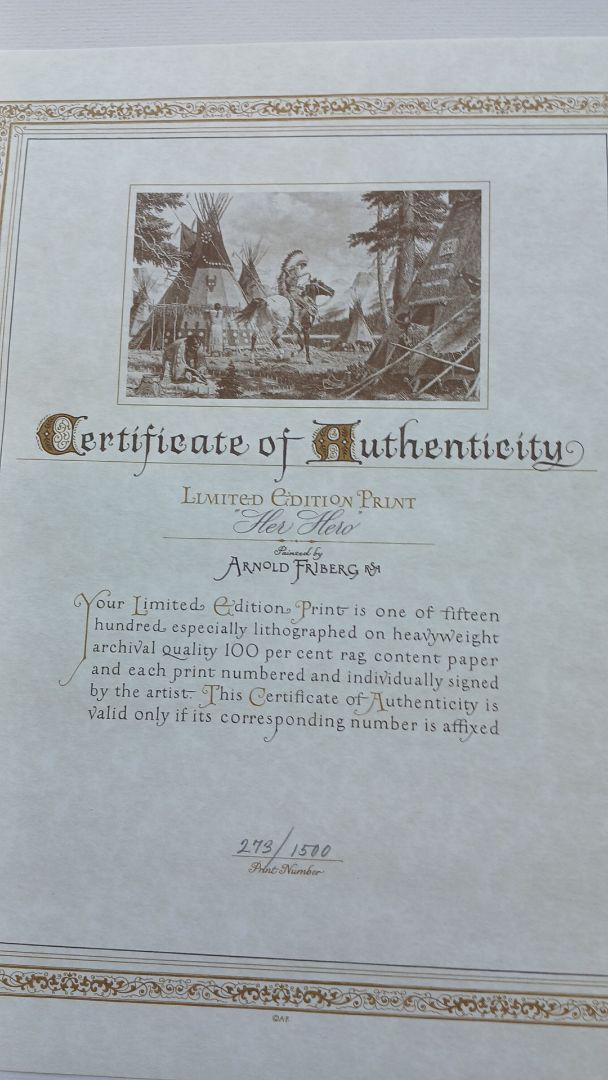 Certificate of Authenticity
Limited Edition Print
"Her Hero"
Painted by
Arnold Friberg RSA
Your Limited Edition Print is one of fifteen
hundred especially lithographed on heavyweight
archival quality 100 per cent rag content paper
and each print numbered and individually signed
by the artist. This Certificate of Authenticity is
valid only if its corresponding number is affixed
273/1500
Print Number
©A.F.